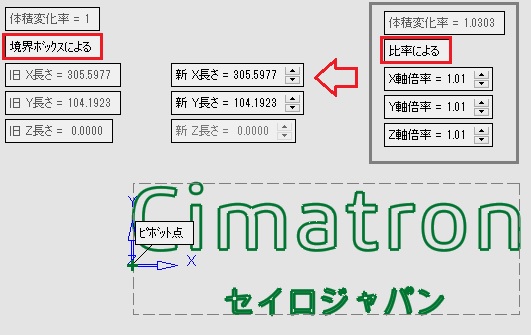 体積変化率 = 1
境界ボックスによる
旧 X長さ = 305.5977
旧 Y長さ = 104.1923
旧 Z長さ = 0.0000
新 X長さ = 305.5977
新 Y長さ = 104.1923
新 Z長さ = 0.0000
体積変化率 = 1.0303
比率による
X軸倍率 = 1.01
Y軸倍率 = 1.01
Z軸倍率 = 1.01
Cimatron
Y
ピボット点
Z
X
セイロジャパン